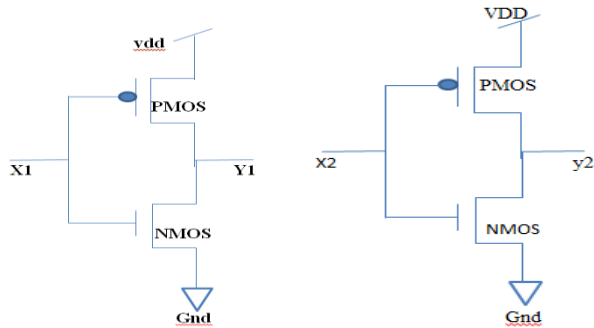 vdd
PMOS
X1
Y1
NMOS
Gnd
VDD
PMOS
X2
y2
NMOS
Gnd